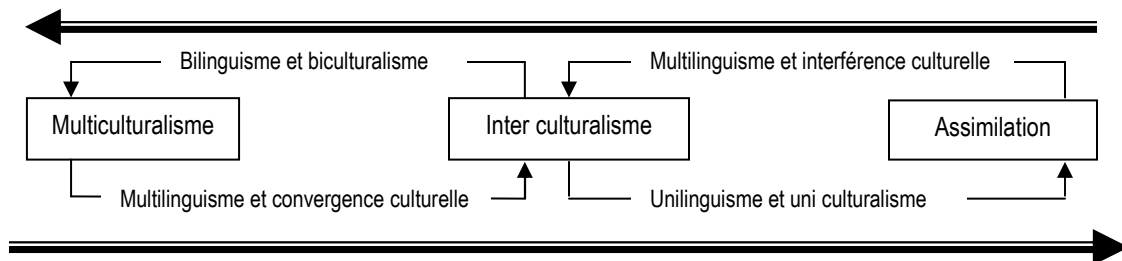 Bilinguisme et biculturalisme
Multilinguisme et interférence culturelle
Multiculturalisme
Inter culturalisme
Assimilation
Multilinguisme et convergence culturelle
Unilinguisme et uni culturalisme